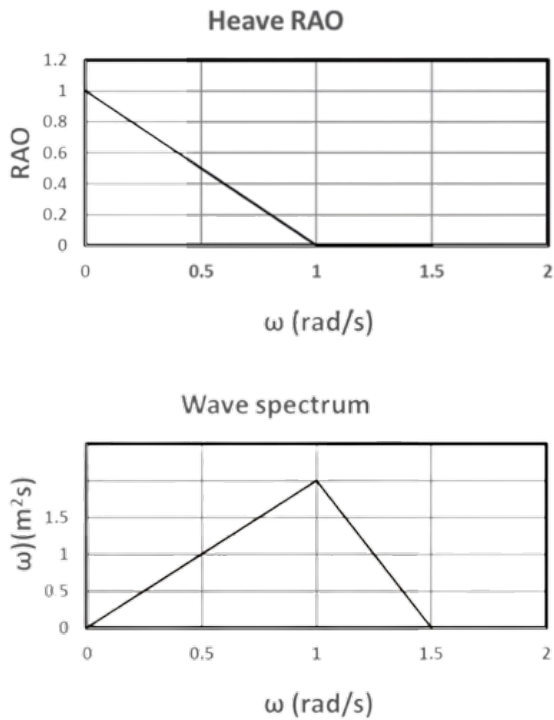 Heave RAO
1.2
1
0.8
0.6
0.4
0.2
0
RAO
0 0.5 1 1.5 2
ω (rad/s)
Wave spectrum
1.5
1
0 5
0
ω)(m²s)
0 0.5 1 1.5 2
ω (rad/s)